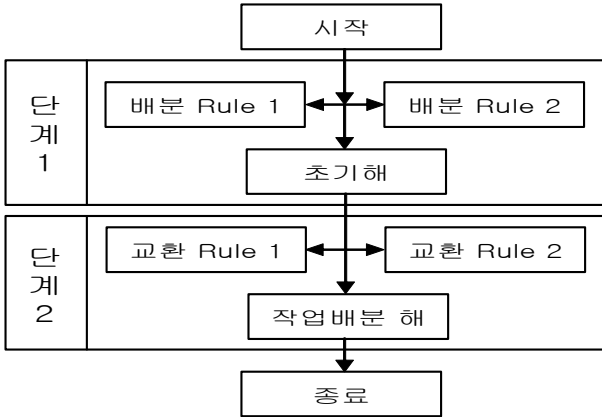 시작
단
계
1
배분 Rule 1
배분 Rule 2
초기해
단
계
2
교환 Rule 1
교환 Rule 2
작업배분 해
종료